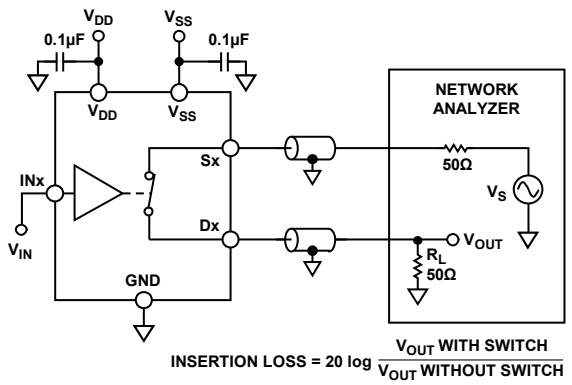 VDD VSS
0.1µF 0.1µF
VDD VSS
NETWORK
ANALYZER
Sx
50Ω
VS
INx
VIN
Dx
VOUT
RL
50Ω
GND
INSERTION LOSS = 20 log VOUT WITH SWITCH
VOUT WITHOUT SWITCH